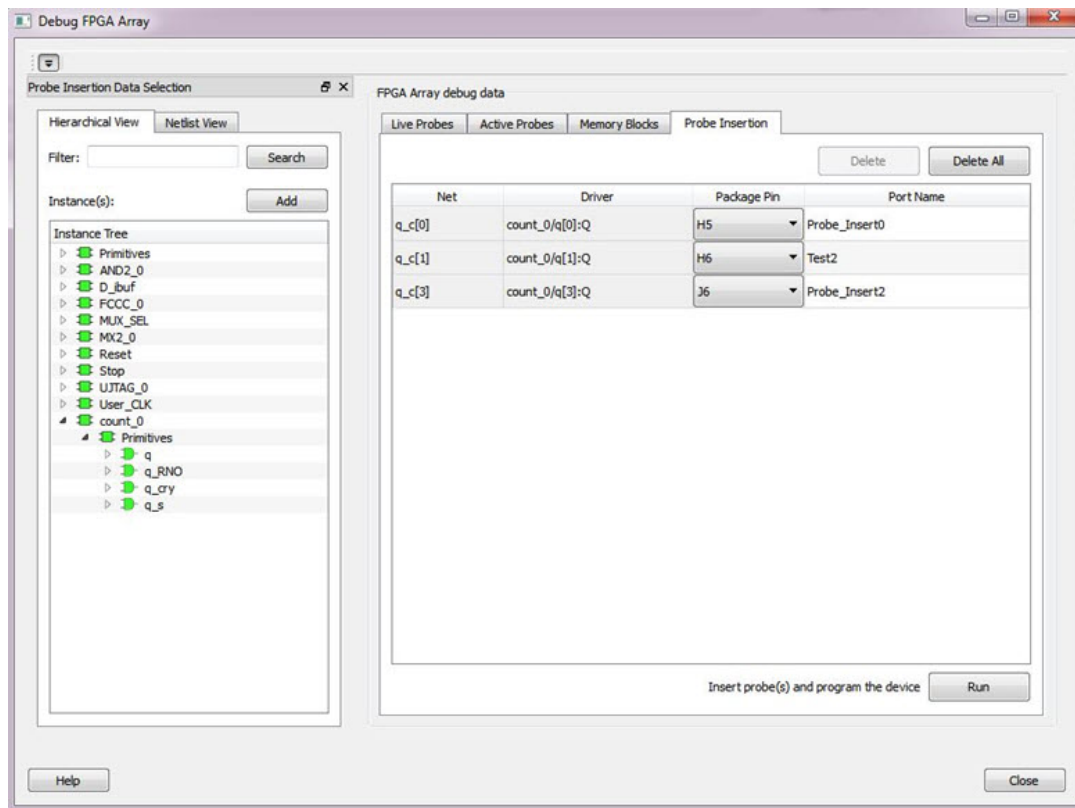 Debug FPGA Array
Probe Insertion Data Selection
Hierarchical View Netlist View
Filter: Search
Instance(s): Add
Instance Tree
Primitives
AND2_0
D_ibuf
FCCC_0
MUX_SEL
MX2_0
Reset
Stop
UJTAG_0
User_CLK
count_0
Primitives
q
q_RNO
q_cry
q_s
FPGA Array debug data
Live Probes Active Probes Memory Blocks Probe Insertion
Delete Delete All
Net Driver Package Pin Port Name
q_c[0] count_0/q[0]:Q H5 Probe_Insert0
q_c[1] count_0/q[1]:Q H6 Test2
q_c[3] count_0/q[3]:Q J6 Probe_Insert2
Insert probe(s) and program the device Run
Help Close